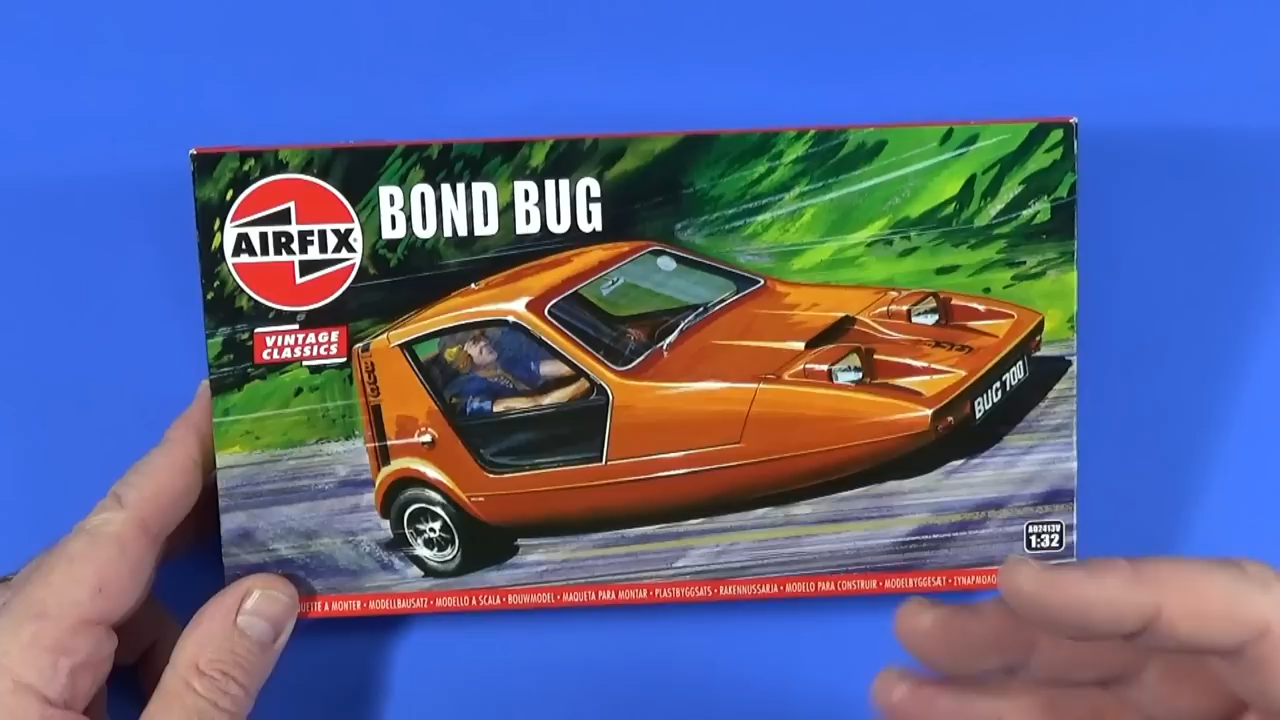 BOND BUG
AIRFIX
VINTAGE
CLASSICS
BUG 700
A02413V
1:32
A MONTER • MODELLBAUSATZ • MODELLO A SCALA • BOUWMODEL • MAQUETA PARA MONTAR • PLASTBYGGSATS • RAKENNUSSARJA • MODELO PARA CONSTRUIR • MODELBYGGESÆT •